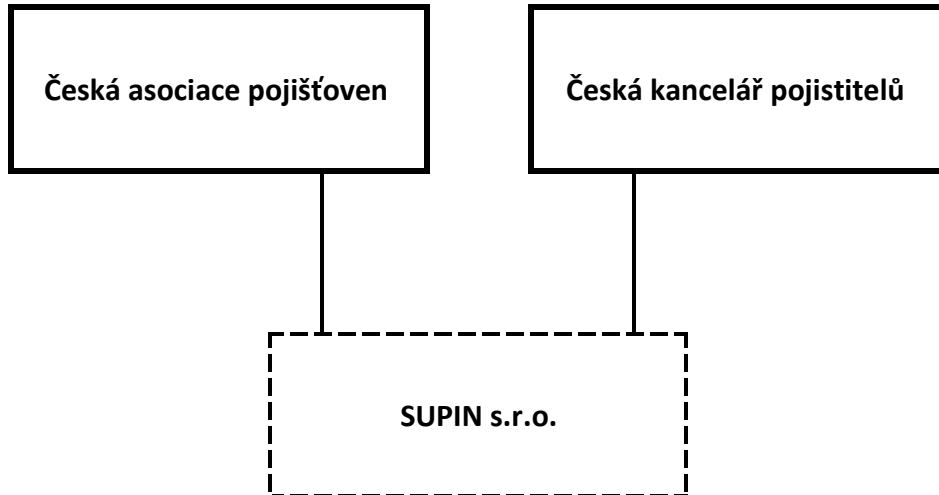 Česká asociace pojišťoven
Česká kancelář pojistitelů
SUPIN s.r.o.